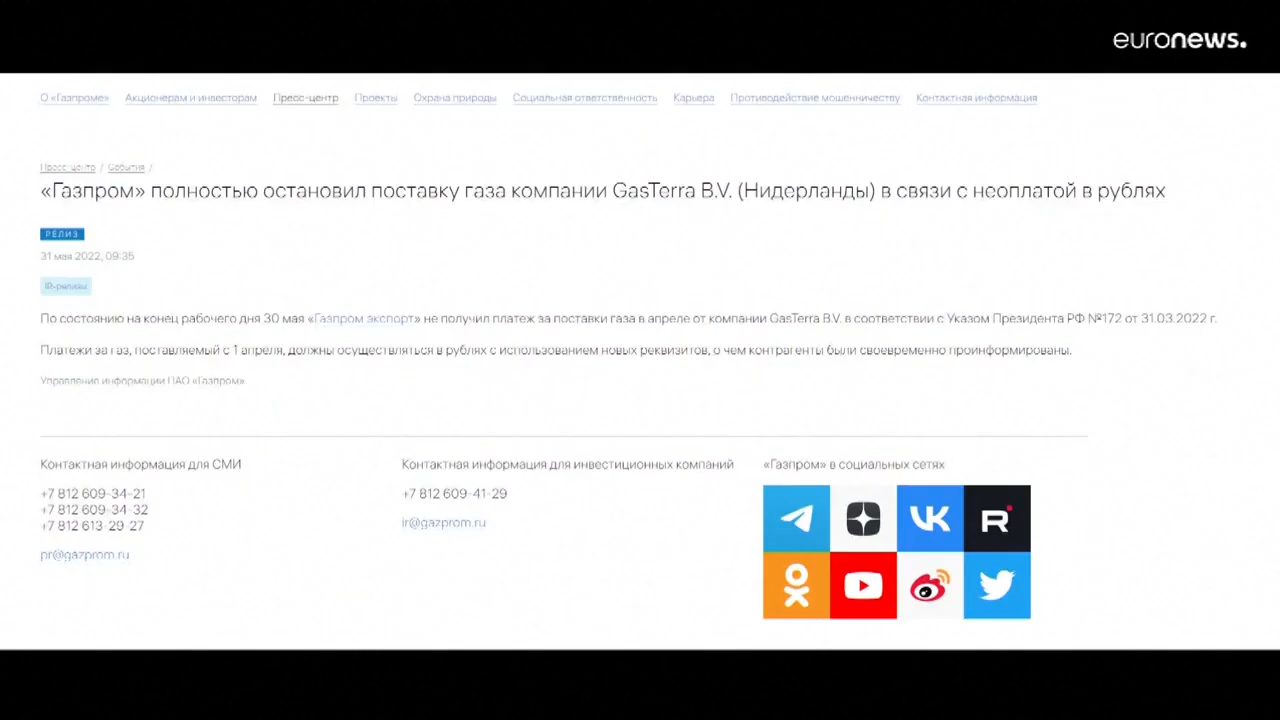 euronews.
О «Газпроме» Акционерам и инвесторам Пресс-центр Проекты Охрана природы Социальная ответственность Карьера Противодействие мошенничеству Контактная информация
Пресс-центр / События /
«Газпром» полностью остановил поставку газа компании GasTerra B.V. (Нидерланды) в связи с неоплатой в рублях
РЕЛИЗ
31 мая 2022, 09:35
IR-релизы
По состоянию на конец рабочего дня 30 мая «Газпром экспорт» не получил платеж за поставки газа в апреле от компании GasTerra B.V. в соответствии с Указом Президента РФ №172 от 31.03.2022 г.
Платежи за газ, поставляемый с 1 апреля, должны осуществляться в рублях с использованием новых реквизитов, о чем контрагенты были своевременно проинформированы.
Управление информации ПАО «Газпром»
Контактная информация для СМИ
+7 812 609-34-21
+7 812 609-34-32
+7 812 613-29-27
pr@gazprom.ru
Контактная информация для инвестиционных компаний
+7 812 609-41-29
ir@gazprom.ru
«Газпром» в социальных сетях